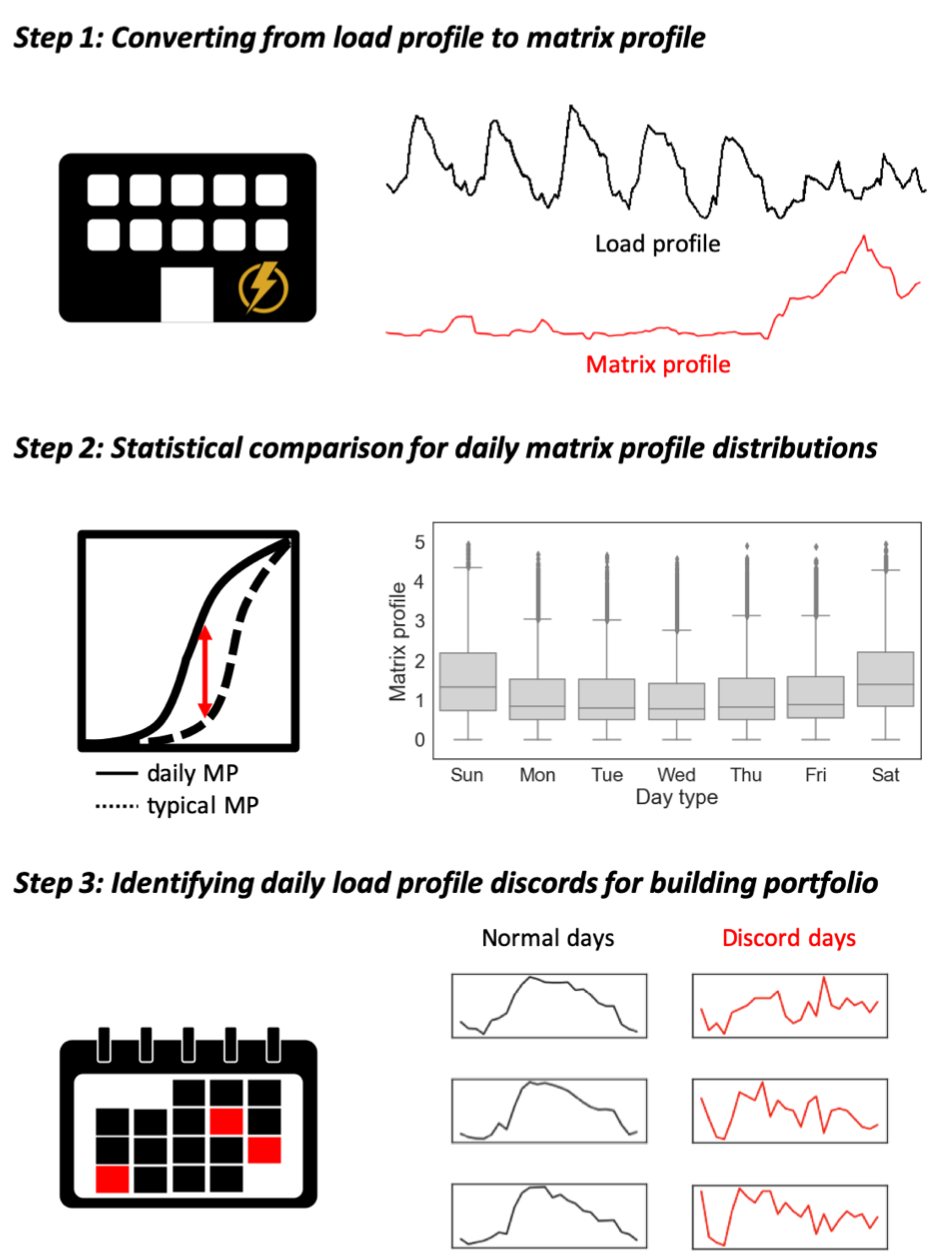 Step 1: Converting from load profile to matrix profile
Load profile
Matrix profile
Step 2: Statistical comparison for daily matrix profile distributions
daily MP
typical MP
Matrix profile
5
4
3
2
1
0
Sun Mon Tue Wed Thu Fri Sat
Day type
Step 3: Identifying daily load profile discords for building portfolio
Normal days
Discord days